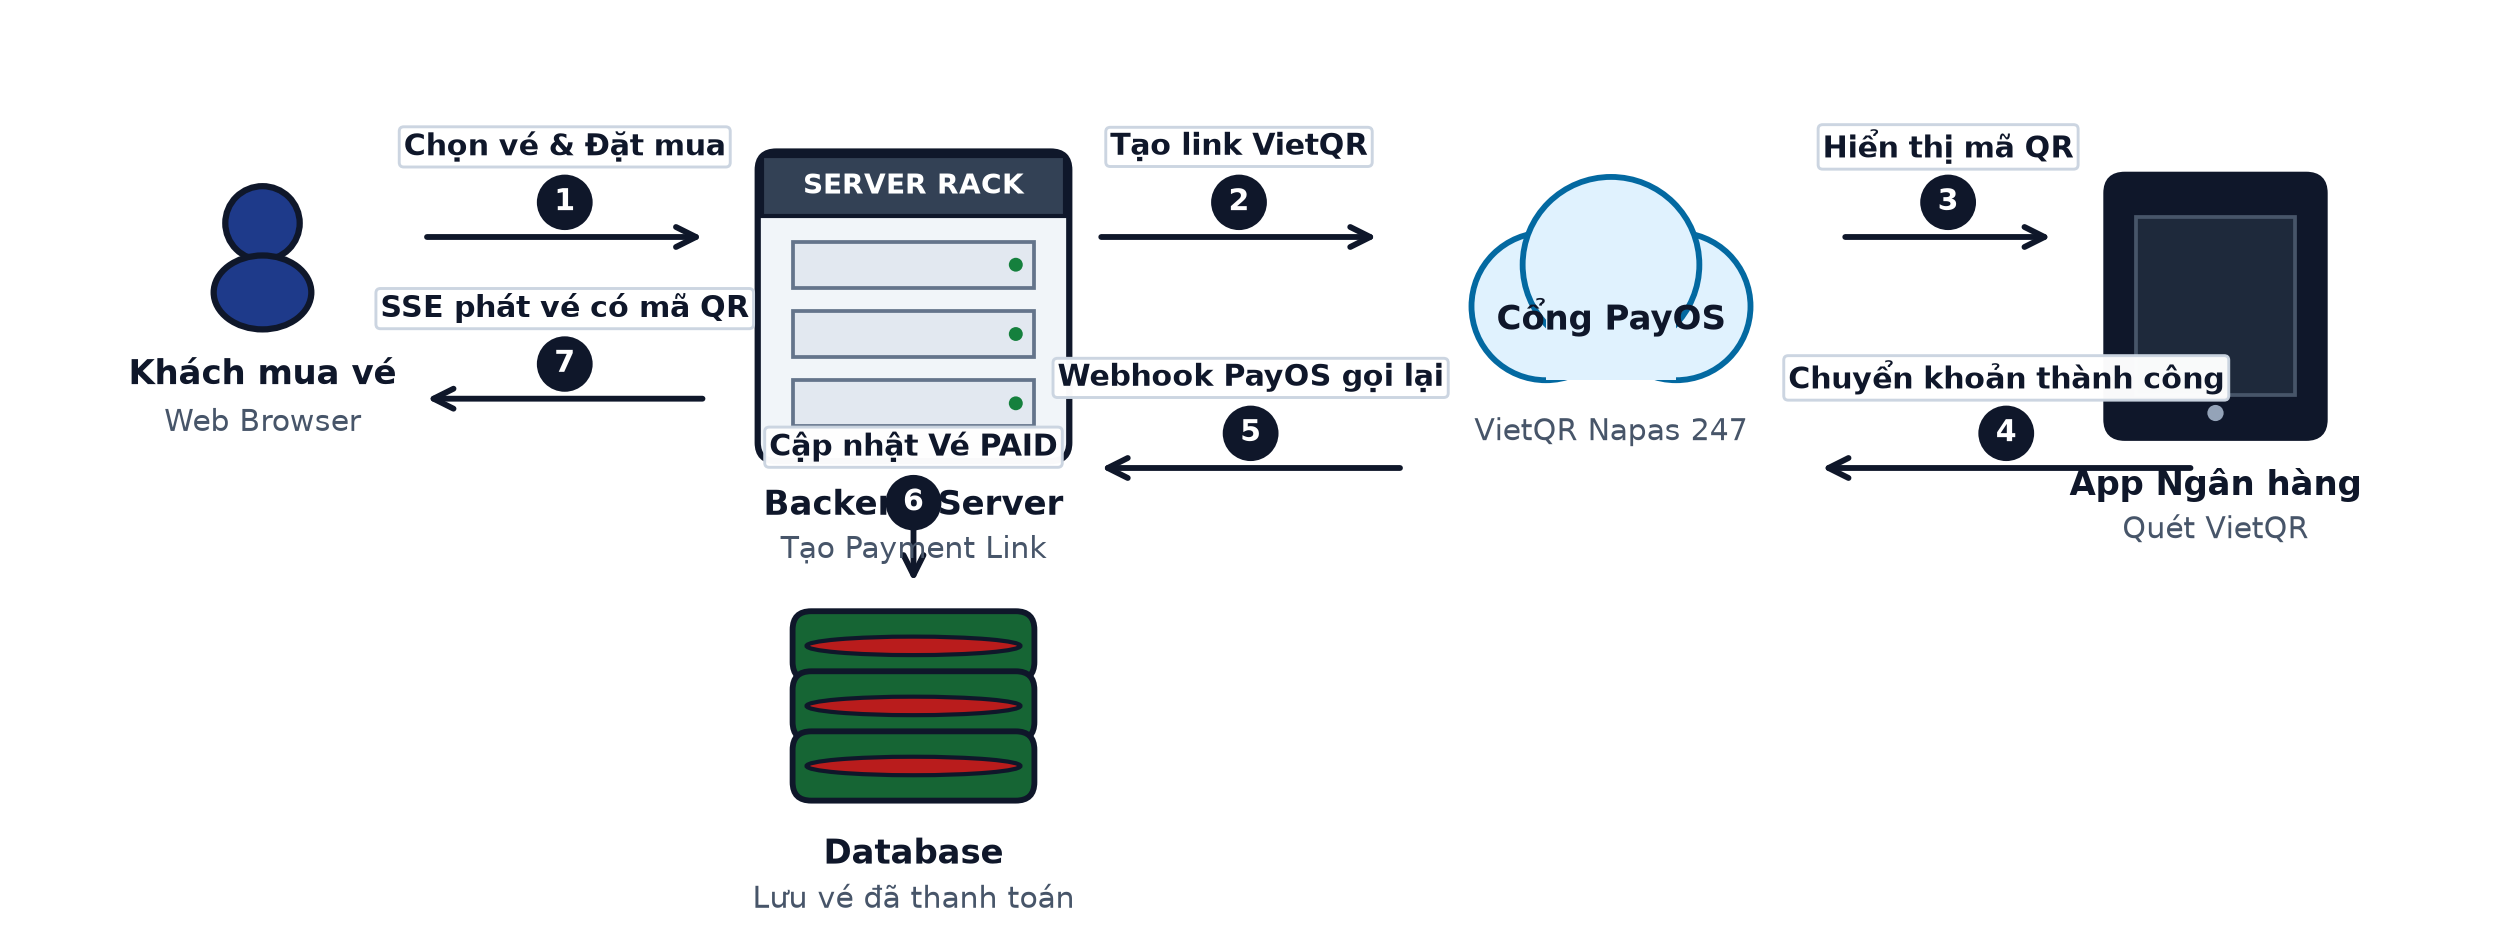 Chọn vé & Đặt mua
1
Tạo link VietQR
2
Hiển thị mã QR
3
SERVER RACK
SSE phát vé có mã QR
7
Khách mua vé
Web Browser
Cổng PayOS
VietQR Napas 247
Webhook PayOS gọi lại
5
Chuyển khoản thành công
4
App Ngân hàng
Quét VietQR
Cập nhật Vé PAID
6
Server
Tạo Payment Link
Database
Lưu vé đã thanh toán